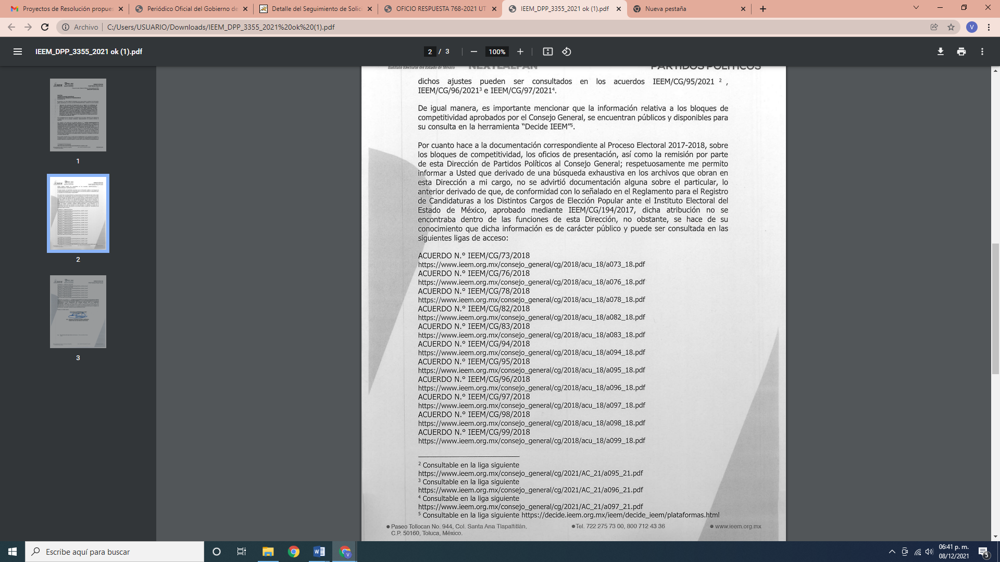 Proyectos de Resolución propues
Periódico Oficial del Gobierno de
Detalle del Seguimiento de Solici
OFICIO RESPUESTA 768-2021 UT
IEEM_DPP_3355_2021 ok (1).pdf
Nueva pestaña
Archivo
C:/Users/USUARIO/Downloads/IEEM_DPP_3355_2021%20ok%20(1).pdf
V
IEEM_DPP_3355_2021 ok (1).pdf
2 / 3
100%
1
2
3
Instituto Electoral del Estado de México
NEXTLALPAN
PARTIDOS POLÍTICOS
dichos ajustes pueden ser consultados en los acuerdos IEEM/CG/95/2021 ² ,
IEEM/CG/96/2021³ e IEEM/CG/97/2021⁴.
De igual manera, es importante mencionar que la información relativa a los bloques de
competitividad aprobados por el Consejo General, se encuentran públicos y disponibles para
su consulta en la herramienta “Decide IEEM”⁵.
Por cuanto hace a la documentación correspondiente al Proceso Electoral 2017-2018, sobre
los bloques de competitividad, los oficios de presentación, así como la remisión por parte
de esta Dirección de Partidos Políticos al Consejo General; respetuosamente me permito
informar a Usted que derivado de una búsqueda exhaustiva en los archivos que obran en
esta Dirección a mi cargo, no se advirtió documentación alguna sobre el particular, lo
anterior derivado de que, de conformidad con lo señalado en el Reglamento para el Registro
de Candidaturas a los Distintos Cargos de Elección Popular ante el Instituto Electoral del
Estado de México, aprobado mediante IEEM/CG/194/2017, dicha atribución no se
encontraba dentro de las funciones de esta Dirección, no obstante, se hace de su
conocimiento que dicha información es de carácter público y puede ser consultada en las
siguientes ligas de acceso:
ACUERDO N.° IEEM/CG/73/2018
https://www.ieem.org.mx/consejo_general/cg/2018/acu_18/a073_18.pdf
ACUERDO N.° IEEM/CG/76/2018
https://www.ieem.org.mx/consejo_general/cg/2018/acu_18/a076_18.pdf
ACUERDO N.° IEEM/CG/78/2018
https://www.ieem.org.mx/consejo_general/cg/2018/acu_18/a078_18.pdf
ACUERDO N.° IEEM/CG/82/2018
https://www.ieem.org.mx/consejo_general/cg/2018/acu_18/a082_18.pdf
ACUERDO N.° IEEM/CG/83/2018
https://www.ieem.org.mx/consejo_general/cg/2018/acu_18/a083_18.pdf
ACUERDO N.° IEEM/CG/94/2018
https://www.ieem.org.mx/consejo_general/cg/2018/acu_18/a094_18.pdf
ACUERDO N.° IEEM/CG/95/2018
https://www.ieem.org.mx/consejo_general/cg/2018/acu_18/a095_18.pdf
ACUERDO N.° IEEM/CG/96/2018
https://www.ieem.org.mx/consejo_general/cg/2018/acu_18/a096_18.pdf
ACUERDO N.° IEEM/CG/97/2018
https://www.ieem.org.mx/consejo_general/cg/2018/acu_18/a097_18.pdf
ACUERDO N.° IEEM/CG/98/2018
https://www.ieem.org.mx/consejo_general/cg/2018/acu_18/a098_18.pdf
ACUERDO N.° IEEM/CG/99/2018
https://www.ieem.org.mx/consejo_general/cg/2018/acu_18/a099_18.pdf
² Consultable en la liga siguiente
https://www.ieem.org.mx/consejo_general/cg/2021/AC_21/a095_21.pdf
³ Consultable en la liga siguiente
https://www.ieem.org.mx/consejo_general/cg/2021/AC_21/a096_21.pdf
⁴ Consultable en la liga siguiente
https://www.ieem.org.mx/consejo_general/cg/2021/AC_21/a097_21.pdf
⁵ Consultable en la liga siguiente https://decide.ieem.org.mx/ieem/decide_ieem/plataformas.html
● Paseo Tollocan No. 944, Col. Santa Ana Tlapaltitlán,
C.P. 50160, Toluca, México.
● Tel. 722 275 73 00, 800 712 43 36
● www.ieem.org.mx
Escribe aquí para buscar
06:41 p. m.
08/12/2021
5